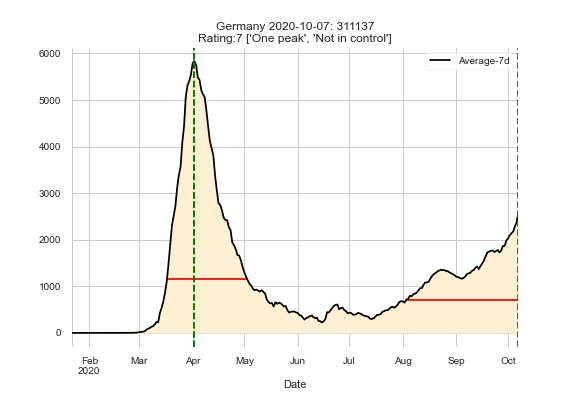 Germany 2020-10-07: 311137
Rating:7 ['One peak', 'Not in control']
Average-7d
6000
5000
4000
3000
2000
1000
0
Feb Mar Apr May Jun Jul Aug Sep Oct
2020
Date